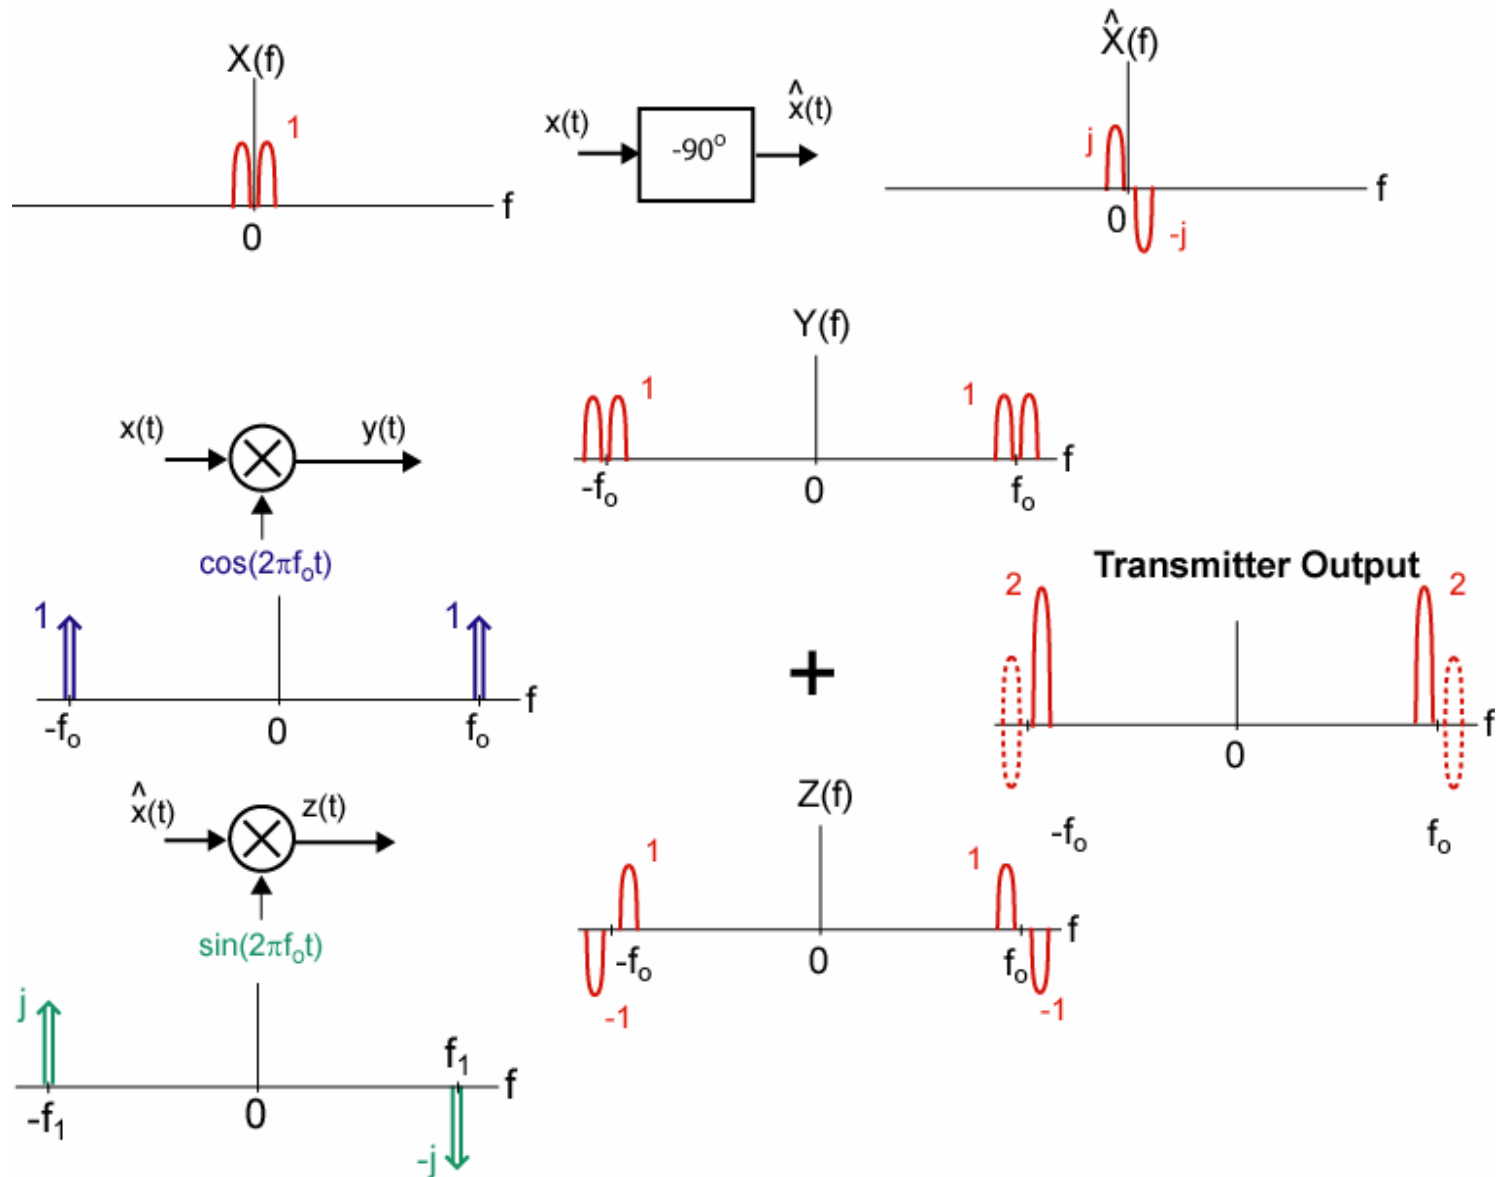 X(f)
1
f
0
x(t)
-90°
^
x(t)
^
X(f)
j
f
0
-j
Y(f)
1
1
f
-fo
0
fo
x(t)
y(t)
cos(2πfot)
1
1
f
-fo
0
fo
+
Transmitter Output
2
2
f
0
-fo
fo
^
x(t)
z(t)
sin(2πfot)
j
f1
f
-f1
0
-j
Z(f)
1
1
f
-fo
0
fo
-1
-1